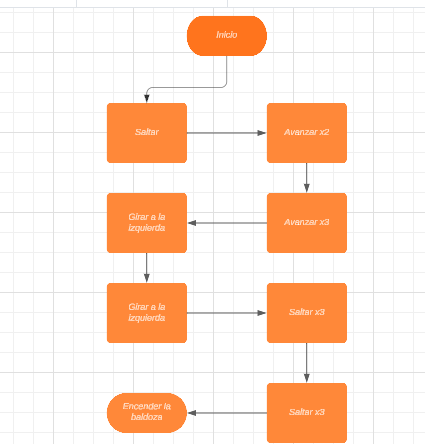 Inicio
Saltar
Avanzar x2
Avanzar x3
Girar a la
izquierda
Girar a la
izquierda
Saltar x3
Saltar x3
Encender la
baldoza